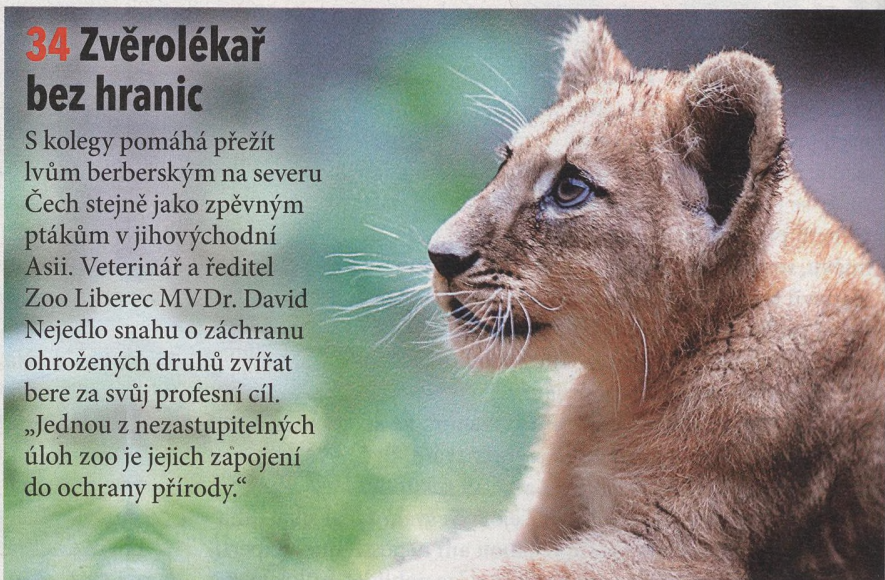 34 Zvěrolékař
bez hranic
S kolegy pomáhá přežít
lvům berberským na severu
Čech stejně jako zpěvným
ptákům v jihovýchodní
Asii. Veterinář a ředitel
Zoo Liberec MVDr. David
Nejedlo snahu o záchranu
ohrožených druhů zvířat
bere za svůj profesní cíl.
„Jednou z nezastupitelných
úloh zoo je jejich zapojení
do ochrany přírody.“